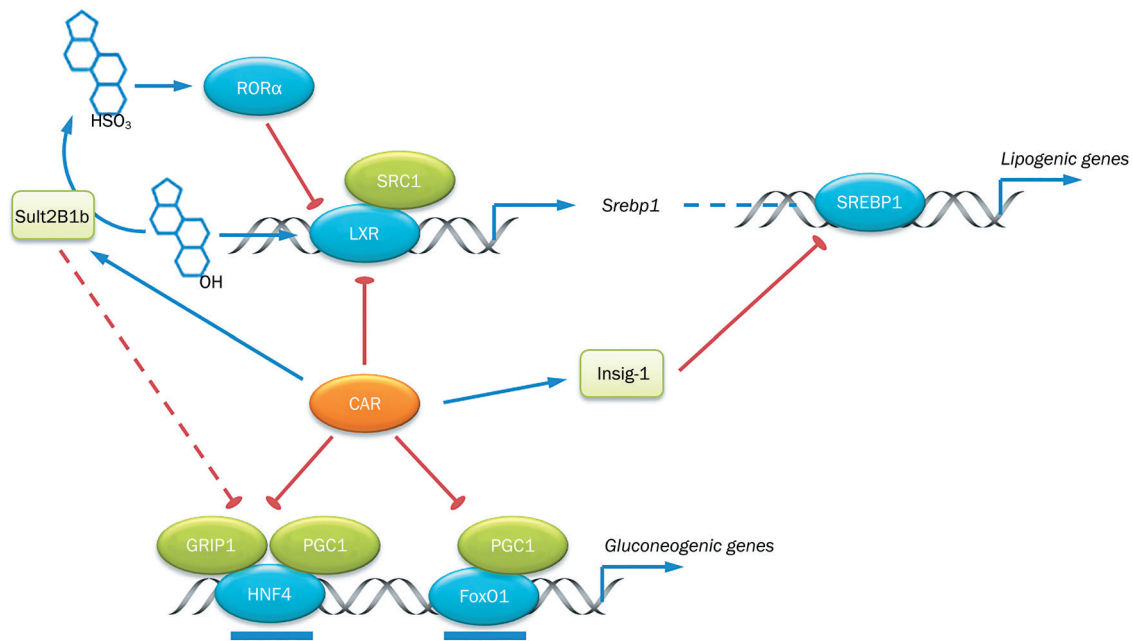 HSO₃
RORα
SRC1
Lipogenic genes
Sult2B1b
LXR
Srebp1
SREBP1
OH
Insig-1
CAR
GRIP1
PGC1
PGC1
Gluconeogenic genes
HNF4
FoxO1